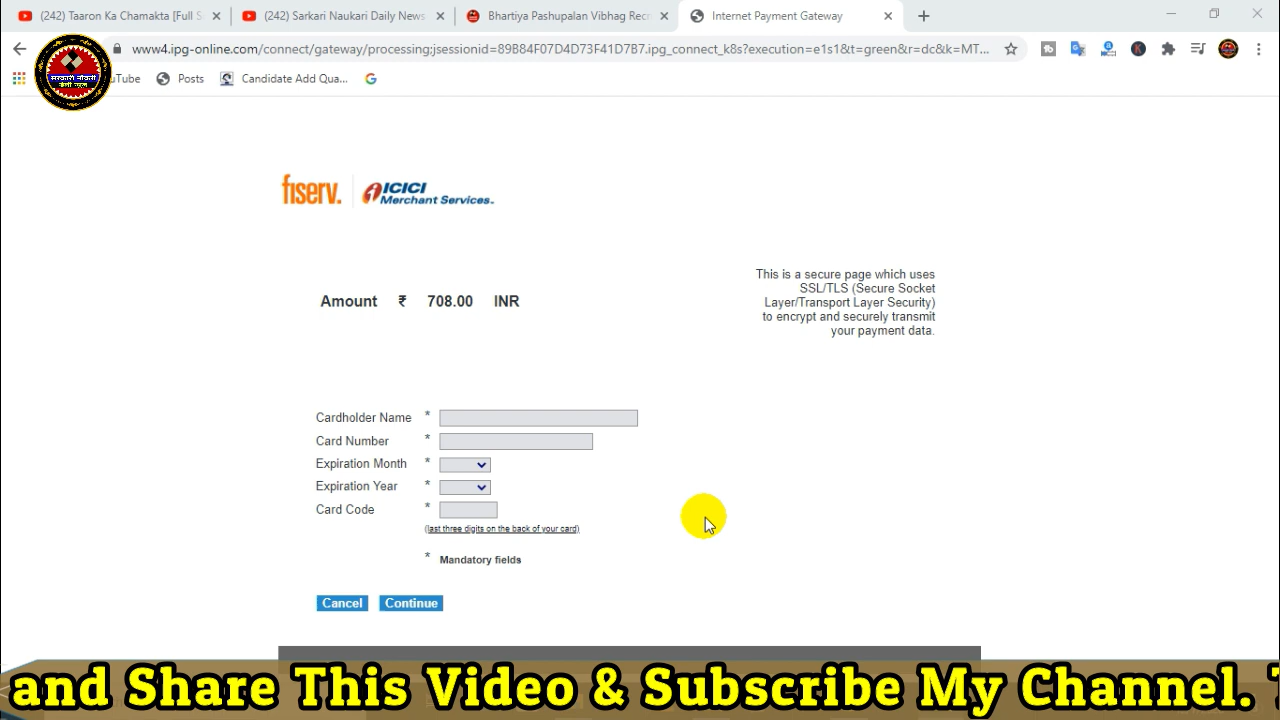 (242) Taaron Ka Chamakta [Full S
(242) Sarkari Naukari Daily News
Bhartiya Pashupalan Vibhag Recr
Internet Payment Gateway
www4.ipg-online.com/connect/gateway/processing;jsessionid=89B84F07D4D73F41D7B7.ipg_connect_k8s?execution=e1s1&t=green&r=dc&k=MT...
सरकारी नौकरी
डेली न्यूज
uTube
Posts
Candidate Add Qua...
fiserv.
ICICI
Merchant Services
This is a secure page which uses
SSL/TLS (Secure Socket
Layer/Transport Layer Security)
to encrypt and securely transmit
your payment data.
Amount ₹ 708.00 INR
Cardholder Name *
Card Number *
Expiration Month *
Expiration Year *
Card Code *
(last three digits on the back of your card)
* Mandatory fields
Cancel Continue
and Share This Video & Subscribe My Channel. T